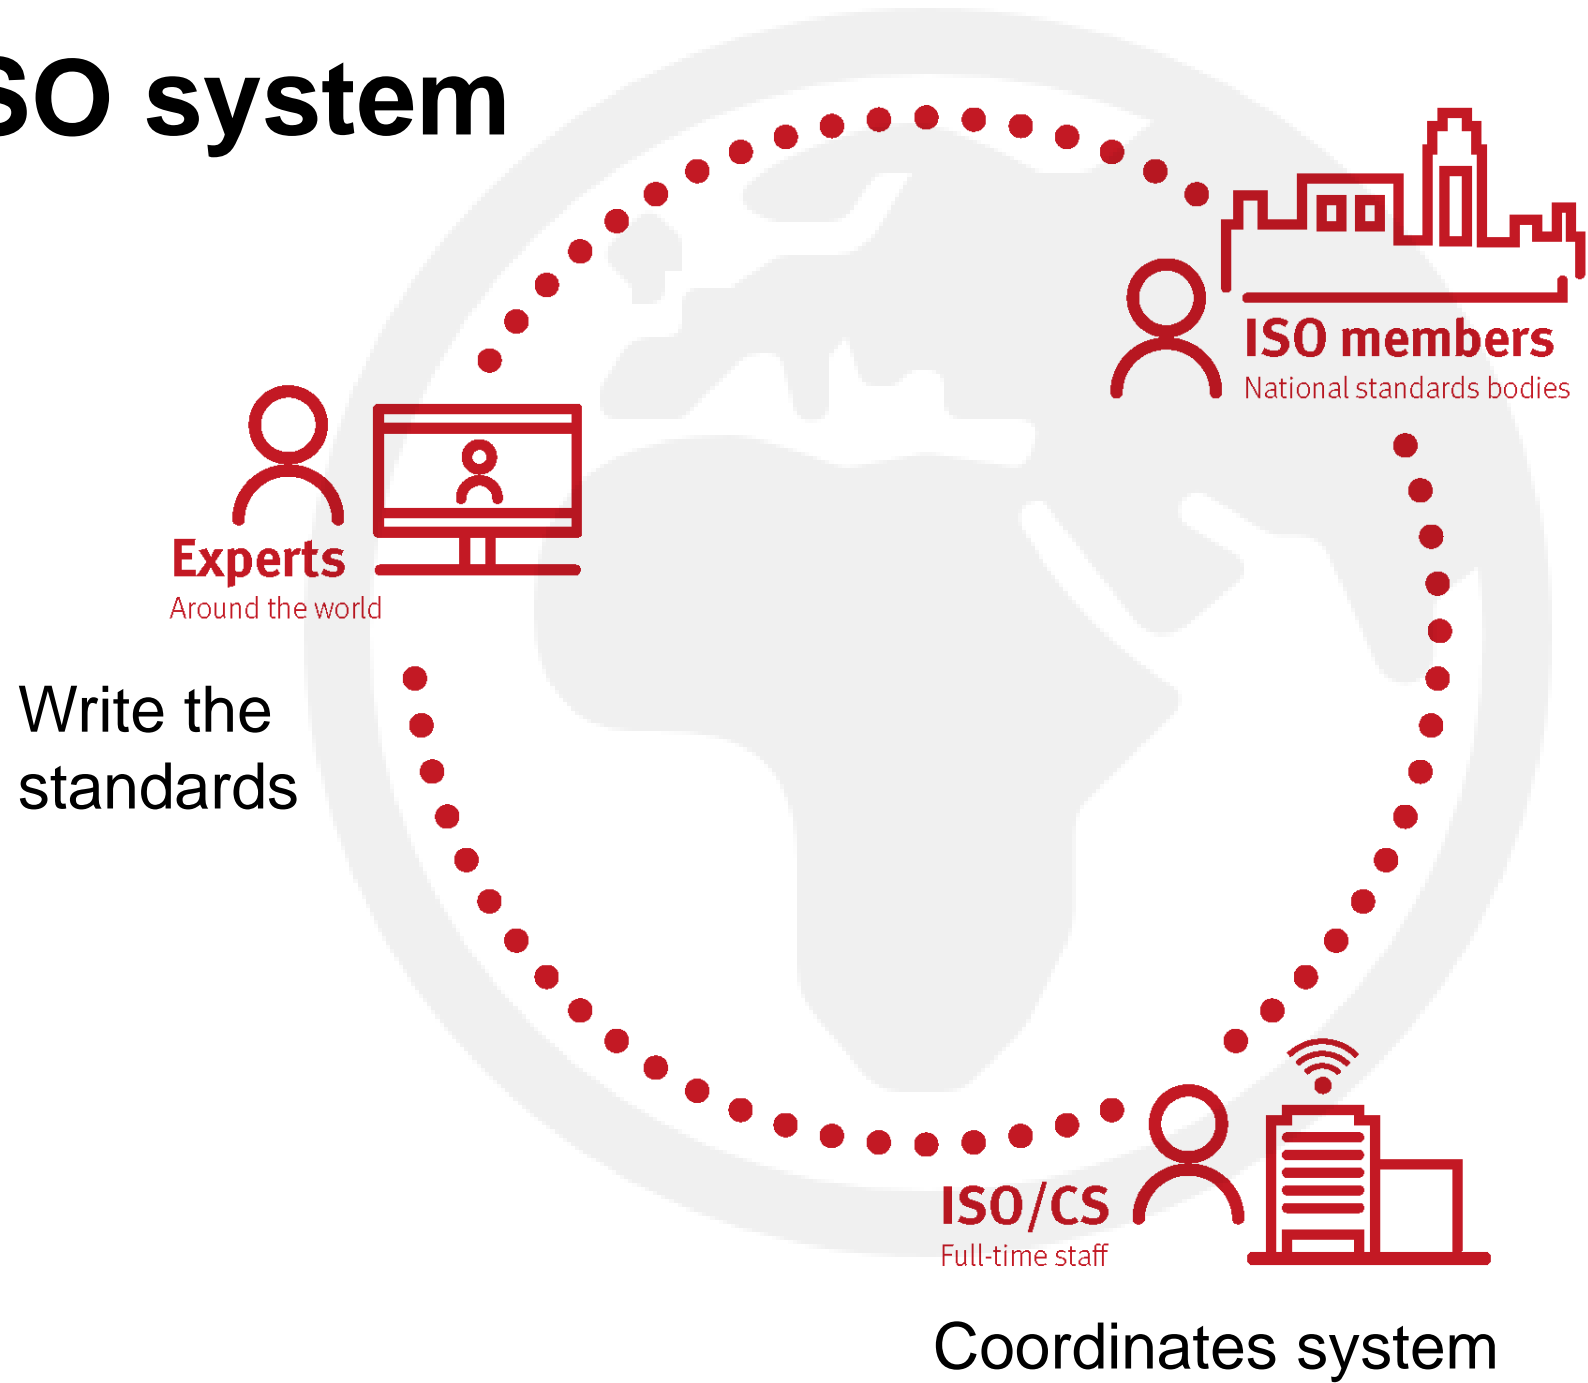 SO system
ISO members
National standards bodies
Experts
Around the world
Write the
standards
ISO/CS
Full-time staff
Coordinates system